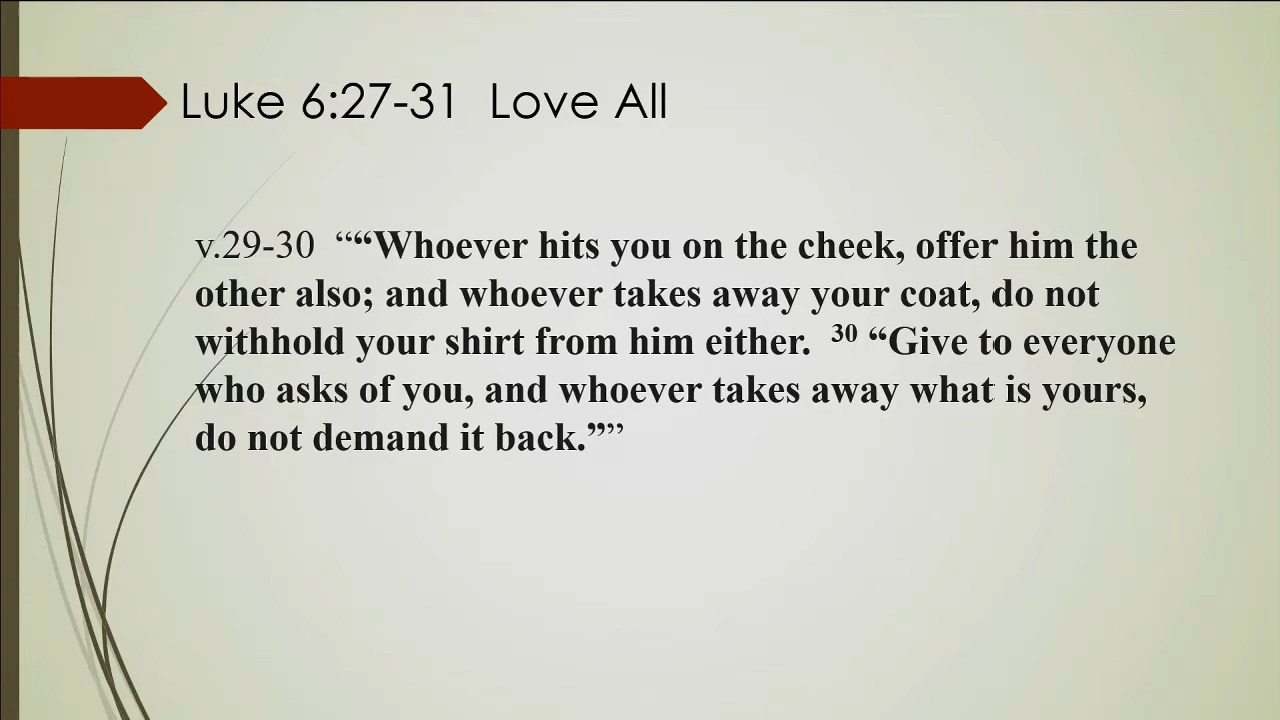 Luke 6:27-31  Love All
v.29-30  ““Whoever hits you on the cheek, offer him the
other also; and whoever takes away your coat, do not
withhold your shirt from him either.  30 “Give to everyone
who asks of you, and whoever takes away what is yours,
do not demand it back.””